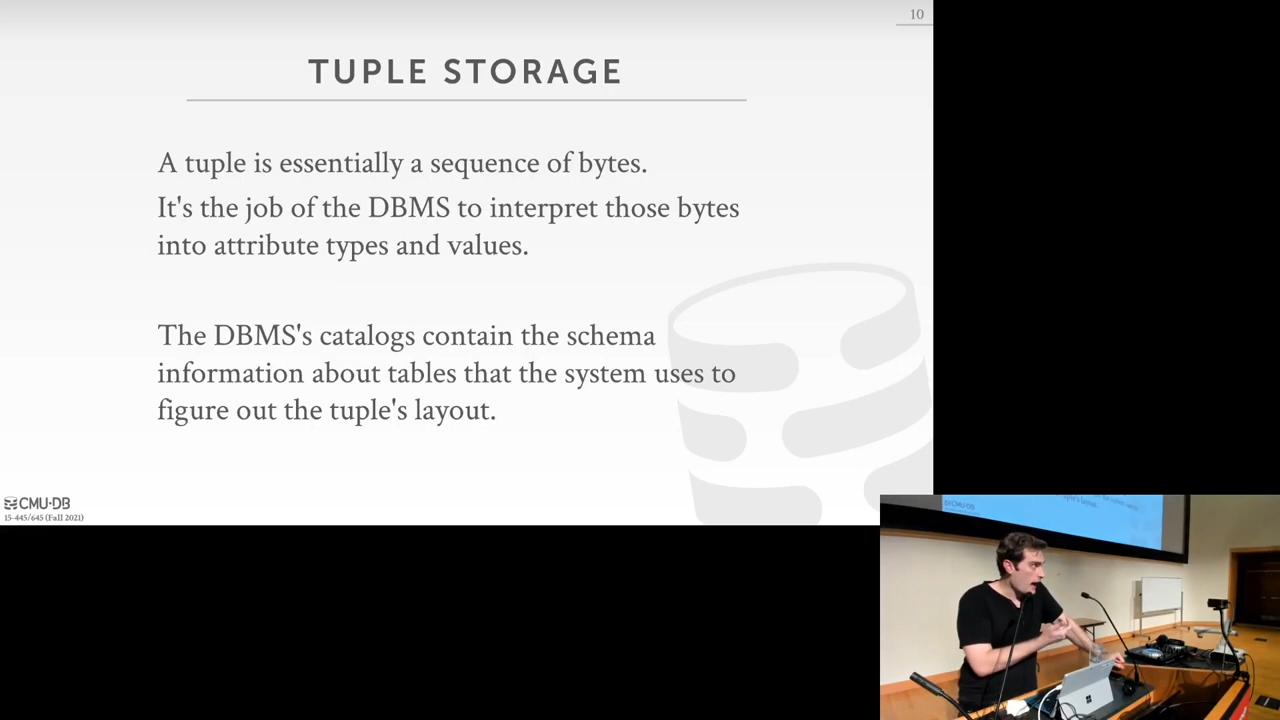 10
TUPLE STORAGE
A tuple is essentially a sequence of bytes.
It's the job of the DBMS to interpret those bytes
into attribute types and values.
The DBMS's catalogs contain the schema
information about tables that the system uses to
figure out the tuple's layout.
CMU·DB
15-445/645 (Fall 2021)